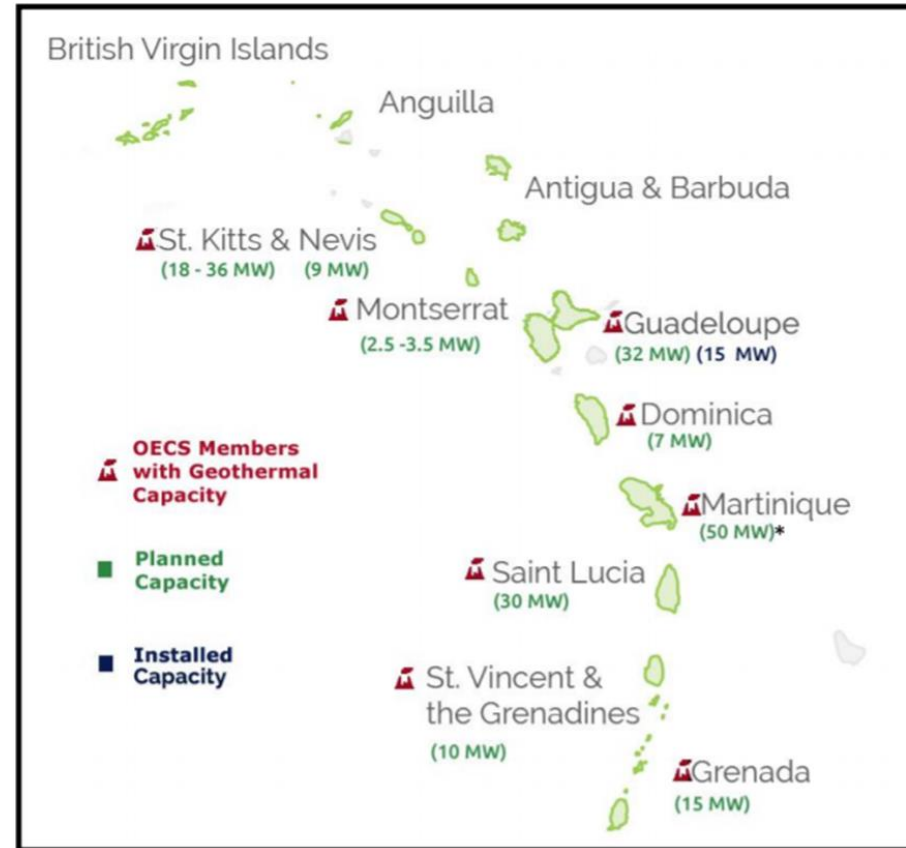 British Virgin Islands
Anguilla
Antigua & Barbuda
St. Kitts & Nevis
(18 - 36 MW) (9 MW)
Montserrat
(2.5 -3.5 MW)
Guadeloupe
(32 MW) (15 MW)
Dominica
(7 MW)
OECS Members
with Geothermal
Capacity
Martinique
(50 MW)*
Planned
Capacity
Saint Lucia
(30 MW)
Installed
Capacity
St. Vincent &
the Grenadines
(10 MW)
Grenada
(15 MW)